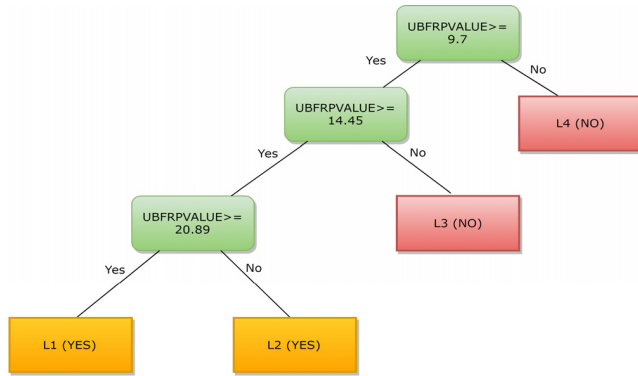 UBFRPVALUE>=
9.7
Yes
No
UBFRPVALUE>=
14.45
L4 (NO)
Yes
No
UBFRPVALUE>=
20.89
L3 (NO)
Yes
No
L1 (YES)
L2 (YES)